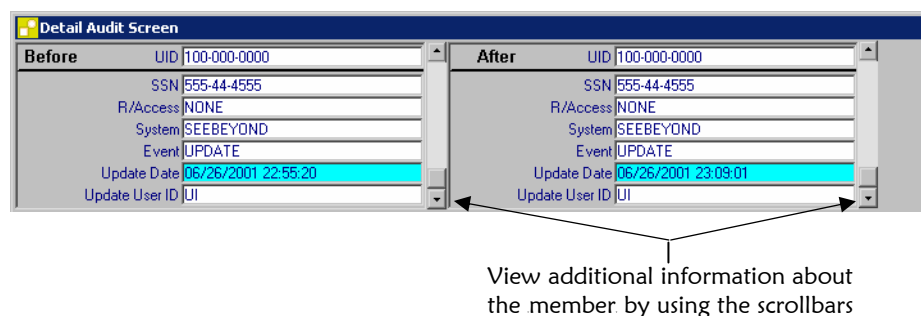 Detail Audit Screen
Before UID 100-000-0000
SSN 555-44-4555
R/Access NONE
System SEEBEYOND
Event UPDATE
Update Date 06/26/2001 22:55:20
Update User ID UI
After UID 100-000-0000
SSN 555-44-4555
R/Access NONE
System SEEBEYOND
Event UPDATE
Update Date 06/26/2001 23:09:01
Update User ID UI
View additional information about
the member by using the scrollbars